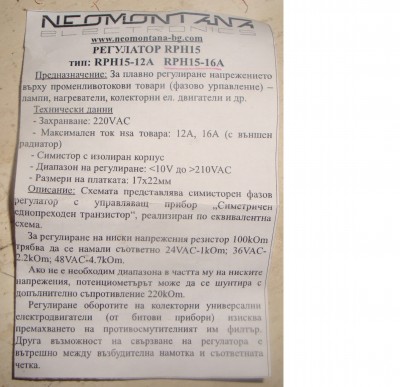 NEOMONTANA
ELECTRONICS
www.neomontana-bg.com
РЕГУЛАТОР RPH15
тип: RPH15-12A, RPH15-16A
Предназначение: За плавно регулиране напрежението
върху променливотокови товари (фазово урпавление) –
лампи, нагреватели, колекторни ел. двигатели и др.
Технически данни
- Захранване: 220VAC
- Максимален ток нза товара: 12А, 16А (с външен
радиатор)
- Симистор с изолиран корпус
- Диапазон на регулиране: <10V до >210VAC
- Размери на платката: 17x22мм
Описание: Схемата представлява симисторен фазов
регулатор с управляващ прибор „Симетричен
еднопреходен транзистор", реализиран по еквивалентна
схема.
За регулиране на ниски напрежения резистор 100kOm
трябва да се намали съответно 24VAC-1kOm; 36VAC-
2.2kOm; 48VAC-4.7kOm.
Ако не е необходим диапазона в частта му на ниските
напрежения, потенциометърът може да се шунтира с
допълнително съпротивление 220kOm.
Регулиране оборотите на колекторни универсални
електродвигатели (от битови прибори) изисква
премахването на противосмутителният им филтър.
Друга възможност на свързване на регулатора е
вътрешно между възбудителна намотка и съответната
четка.